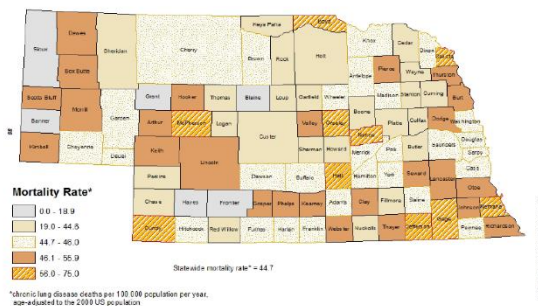 Keya Paha
Boyd
Dawes
Sioux
Sheridan
Cherry
Brown
Rock
Holt
Knox
Cedar
Dixon
Dakota
Box Butte
Antelope
Pierce
Wayne
Thurston
Scotts Bluff
Morrill
Garden
Grant
Hooker
Thomas
Blaine
Loup
Garfield
Wheeler
Madison
Stanton
Cuming
Burt
Banner
Arthur
McPherson
Logan
Custer
Valley
Greeley
Boone
Platte
Colfax
Dodge
Washington
Kimball
Cheyenne
Deuel
Keith
Lincoln
Sherman
Howard
Nance
Merrick
Polk
Butler
Saunders
Douglas
Sarpy
Perkins
Dawson
Buffalo
Hall
Hamilton
York
Seward
Lancaster
Cass
Otoe
Chase
Hayes
Frontier
Gosper
Phelps
Kearney
Adams
Clay
Fillmore
Saline
Johnson
Nemaha
Dundy
Hitchcock
Red Willow
Furnas
Harlan
Franklin
Webster
Nuckolls
Thayer
Jefferson
Gage
Pawnee
Richardson
Mortality Rate*
0.0 - 18.9
19.0 - 44.6
44.7 - 46.0
46.1 - 55.9
56.0 - 75.0
Statewide mortality rate* = 44.7
*chronic lung disease deaths per 100,000 population per year,
age-adjusted to the 2000 US population